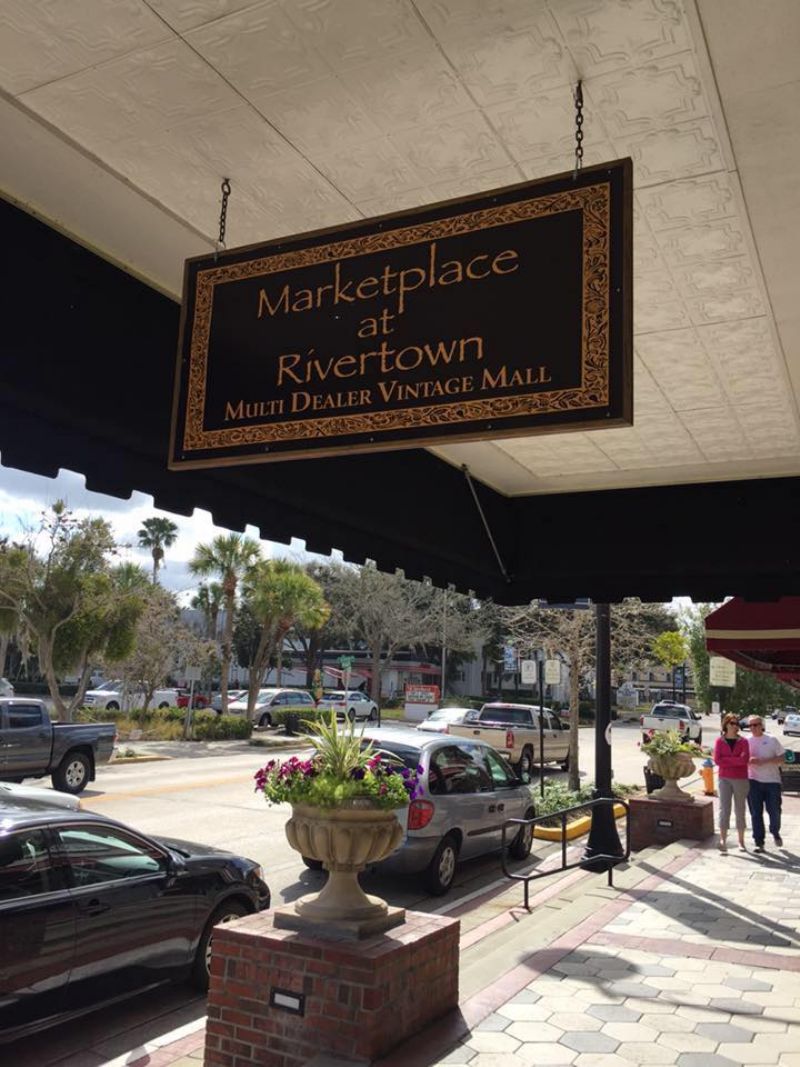 Marketplace
at
Rivertown
MULTI DEALER VINTAGE MALL